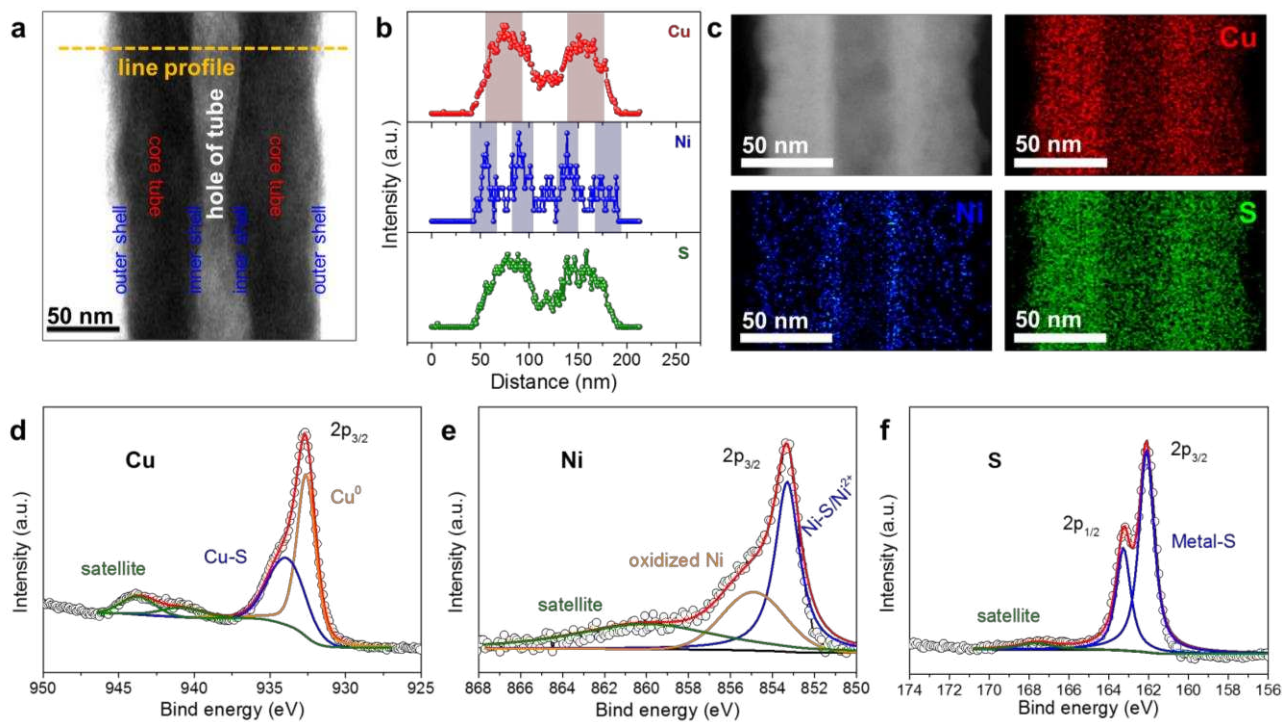 a
line profile
core tube
hole of tube
core tube
outer shell
inner shell
inner shell
outer shell
50 nm
b
Cu
Ni
S
Intensity (a.u.)
0 50 100 150 200 250
Distance (nm)
c
50 nm
Cu
50 nm
Ni
50 nm
S
50 nm
d
Cu
2p3/2
Cu0
Cu-S
satellite
Intensity (a.u.)
950 945 940 935 930 925
Bind energy (eV)
e
Ni
2p3/2
Ni-S/Ni2+
oxidized Ni
satellite
Intensity (a.u.)
868 866 864 862 860 858 856 854 852 850
Bind energy (eV)
f
S
2p3/2
2p1/2
Metal-S
satellite
Intensity (a.u.)
174 172 170 168 166 164 162 160 158 156
Bind energy (eV)